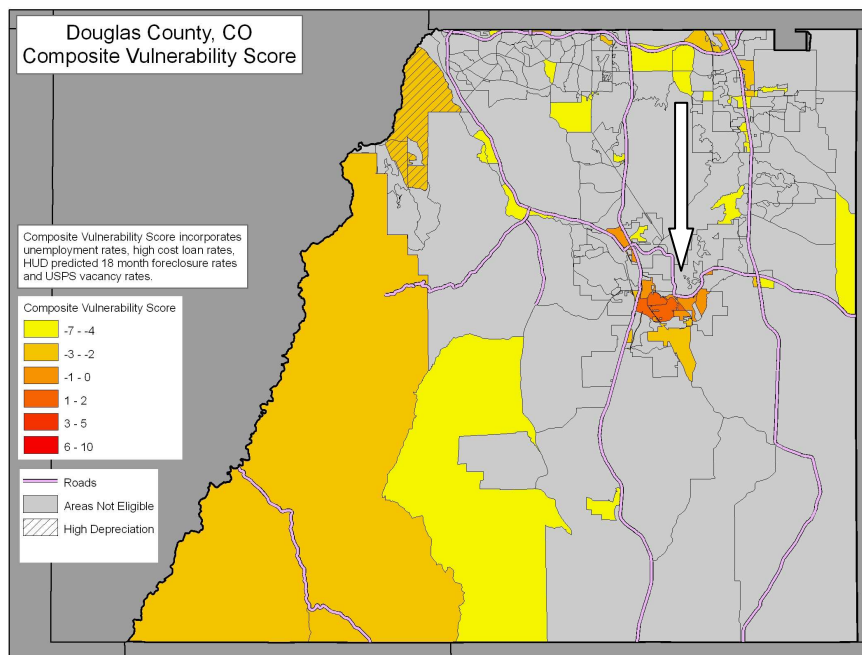 Douglas County, CO
Composite Vulnerability Score
Composite Vulnerability Score incorporates
unemployment rates, high cost loan rates,
HUD predicted 18 month foreclosure rates
and USPS vacancy rates.
Composite Vulnerability Score
-7 - -4
-3 - -2
-1 - 0
1 - 2
3 - 5
6 - 10
Roads
Areas Not Eligible
High Depreciation